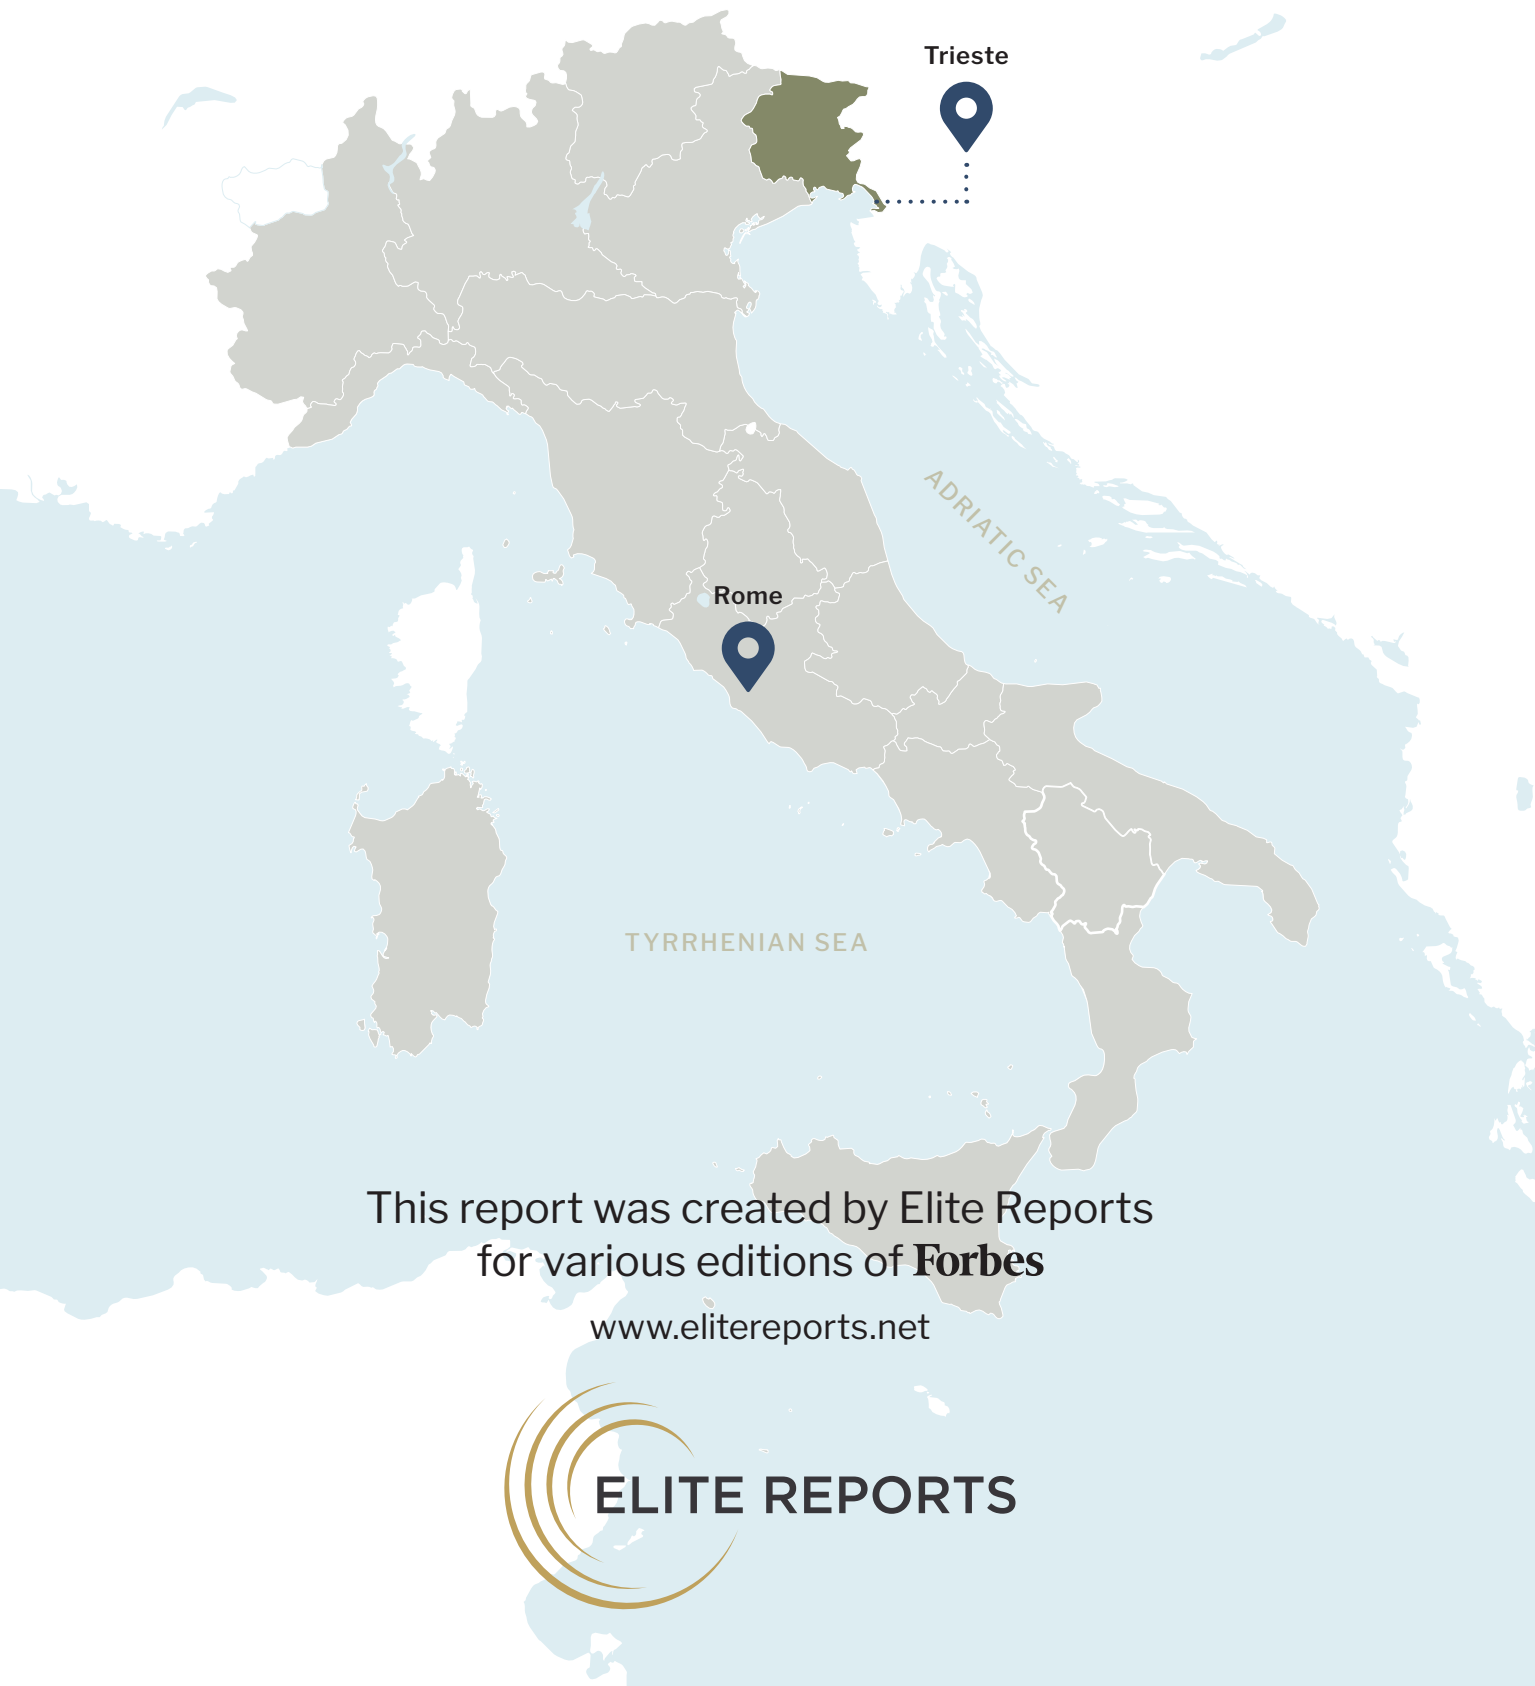 Trieste
ADRIATIC SEA
Rome
TYRRHENIAN SEA
This report was created by Elite Reports
for various editions of Forbes
www.elitereports.net
ELITE REPORTS